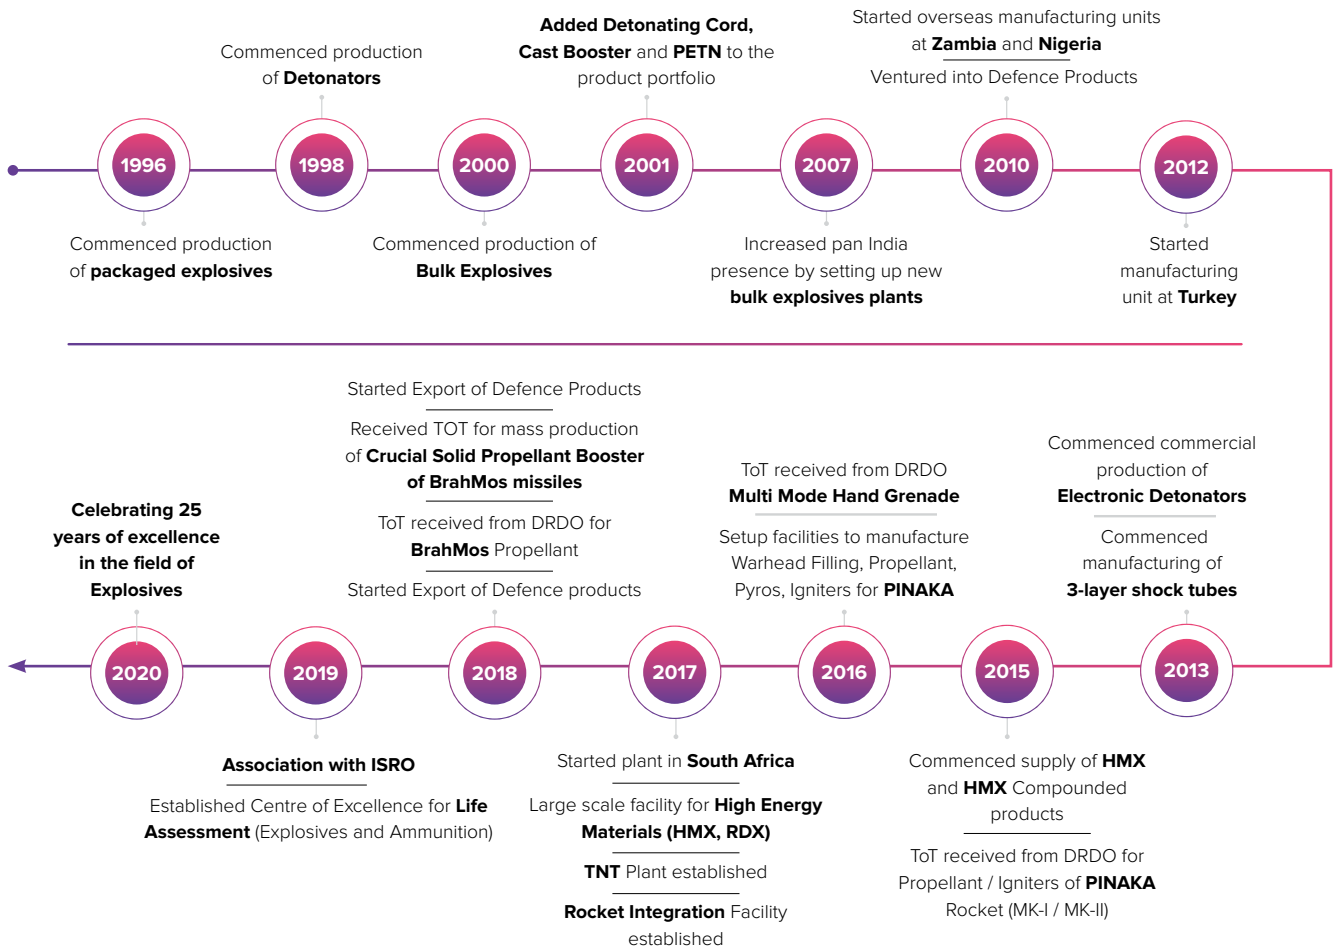 1996
Commenced production
of packaged explosives
Commenced production
of Detonators
1998
2000
Commenced production of
Bulk Explosives
Added Detonating Cord,
Cast Booster and PETN to the
product portfolio
2001
2007
Increased pan India
presence by setting up new
bulk explosives plants
Started overseas manufacturing units
at Zambia and Nigeria
Ventured into Defence Products
2010
2012
Started
manufacturing
unit at Turkey
Commenced commercial
production of
Electronic Detonators
Commenced
manufacturing of
3-layer shock tubes
2013
2015
Commenced supply of HMX
and HMX Compounded
products
ToT received from DRDO for
Propellant / Igniters of PINAKA
Rocket (MK-I / MK-II)
ToT received from DRDO
Multi Mode Hand Grenade
Setup facilities to manufacture
Warhead Filling, Propellant,
Pyros, Igniters for PINAKA
2016
2017
Started plant in South Africa
Large scale facility for High Energy
Materials (HMX, RDX)
TNT Plant established
Rocket Integration Facility
established
Started Export of Defence Products
Received TOT for mass production
of Crucial Solid Propellant Booster
of BrahMos missiles
ToT received from DRDO for
BrahMos Propellant
Started Export of Defence products
2018
2019
Association with ISRO
Established Centre of Excellence for Life
Assessment (Explosives and Ammunition)
Celebrating 25
years of excellence
in the field of
Explosives
2020